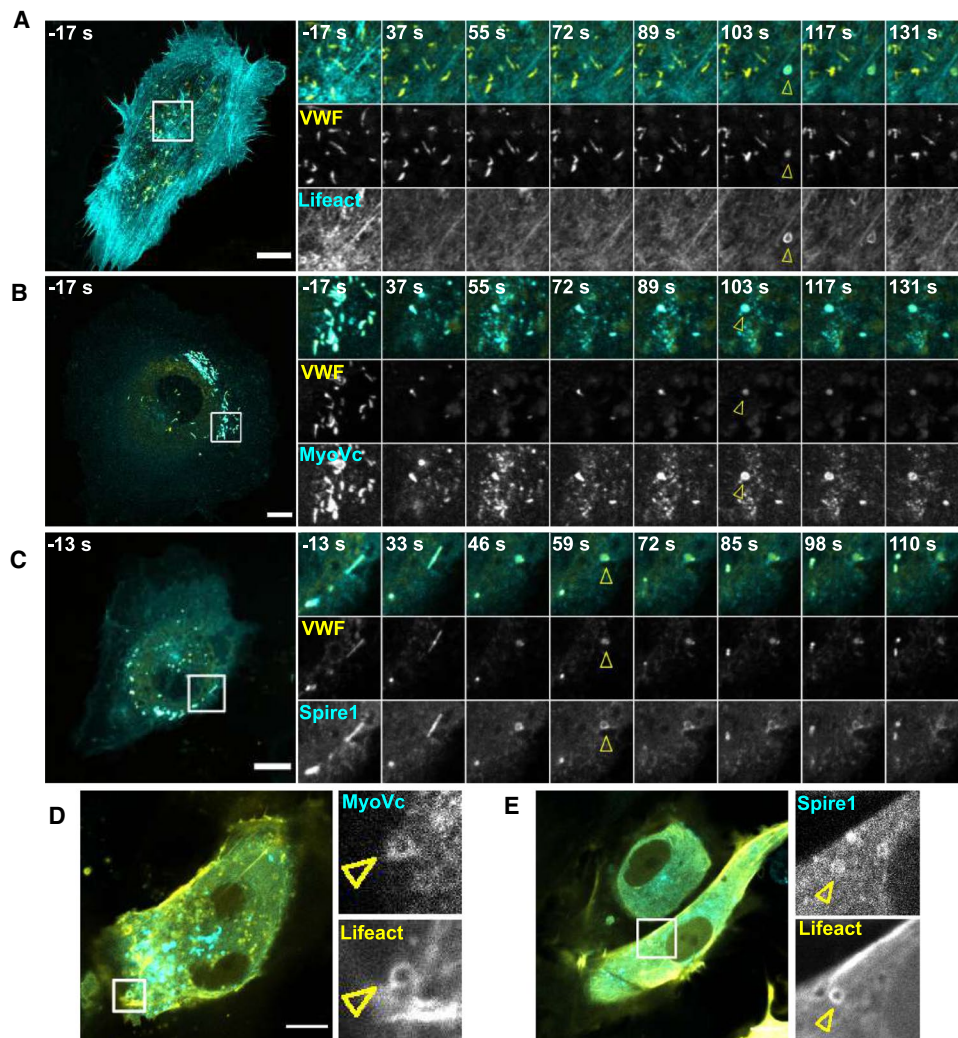 A
-17 s
-17 s 37 s 55 s 72 s 89 s 103 s 117 s 131 s
VWF
Lifeact
B
-17 s
-17 s 37 s 55 s 72 s 89 s 103 s 117 s 131 s
VWF
MyoVc
C
-13 s
-13 s 33 s 46 s 59 s 72 s 85 s 98 s 110 s
VWF
Spire1
D
MyoVc
Lifeact
E
Spire1
Lifeact